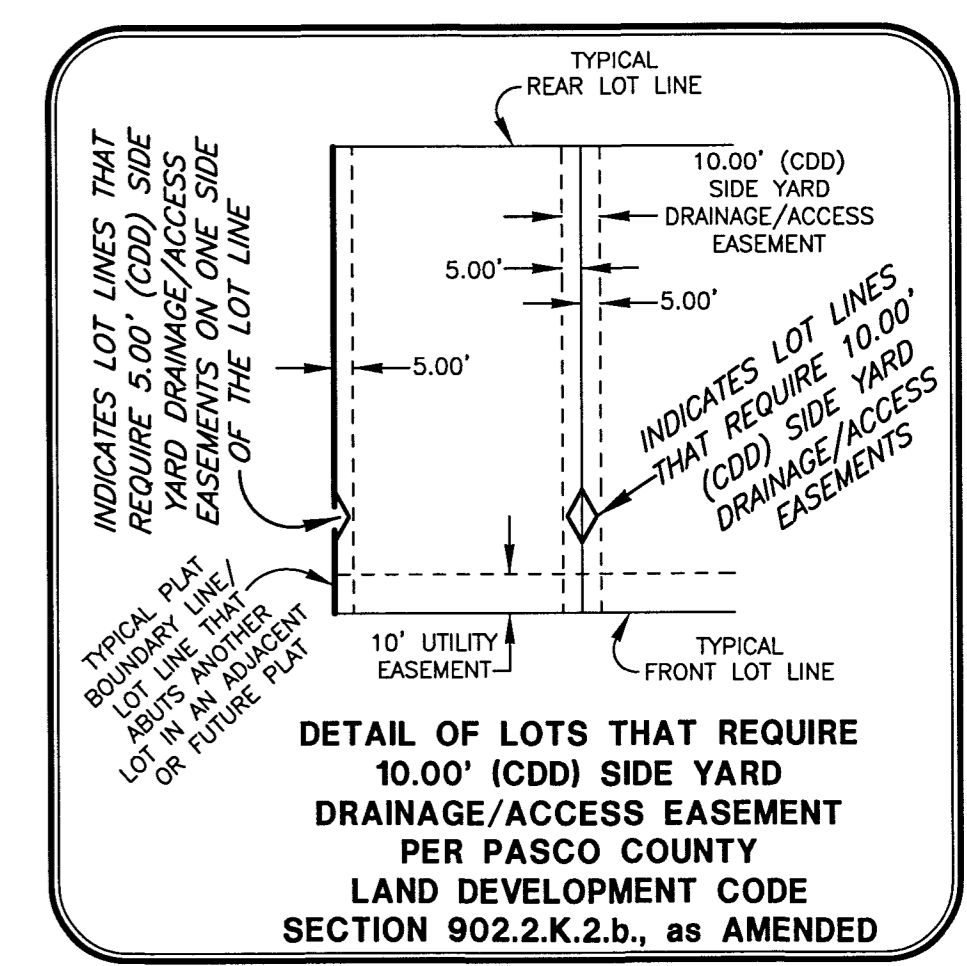 TYPICAL
REAR LOT LINE
INDICATES LOT LINES THAT
REQUIRE 5.00' (CDD) SIDE
YARD DRAINAGE/ACCESS
EASEMENTS ON ONE SIDE
OF THE LOT LINE
10.00' (CDD)
SIDE YARD
DRAINAGE/ACCESS
EASEMENT
5.00'
5.00'
5.00'
INDICATES LOT LINES
THAT REQUIRE 10.00'
(CDD) SIDE YARD
DRAINAGE/ACCESS
EASEMENTS
TYPICAL PLAT
BOUNDARY LINE/
LOT LINE THAT
ABUTS ANOTHER
LOT IN AN ADJACENT
OR FUTURE PLAT
10' UTILITY
EASEMENT
TYPICAL
FRONT LOT LINE
DETAIL OF LOTS THAT REQUIRE
10.00' (CDD) SIDE YARD
DRAINAGE/ACCESS EASEMENT
PER PASCO COUNTY
LAND DEVELOPMENT CODE
SECTION 902.2.K.2.b., as AMENDED